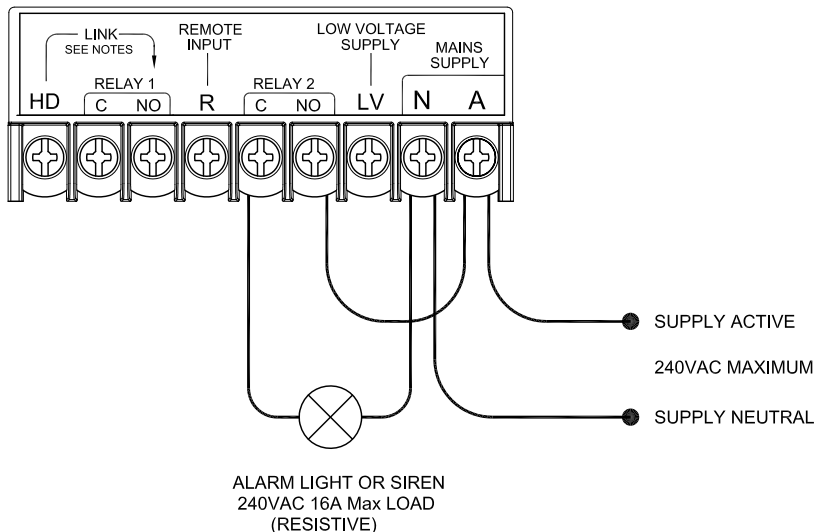 LINK
SEE NOTES
REMOTE
INPUT
LOW VOLTAGE
SUPPLY
MAINS
SUPPLY
RELAY 1
RELAY 2
HD C NO R C NO LV N A
SUPPLY ACTIVE
240VAC MAXIMUM
SUPPLY NEUTRAL
ALARM LIGHT OR SIREN
240VAC 16A Max LOAD
(RESISTIVE)